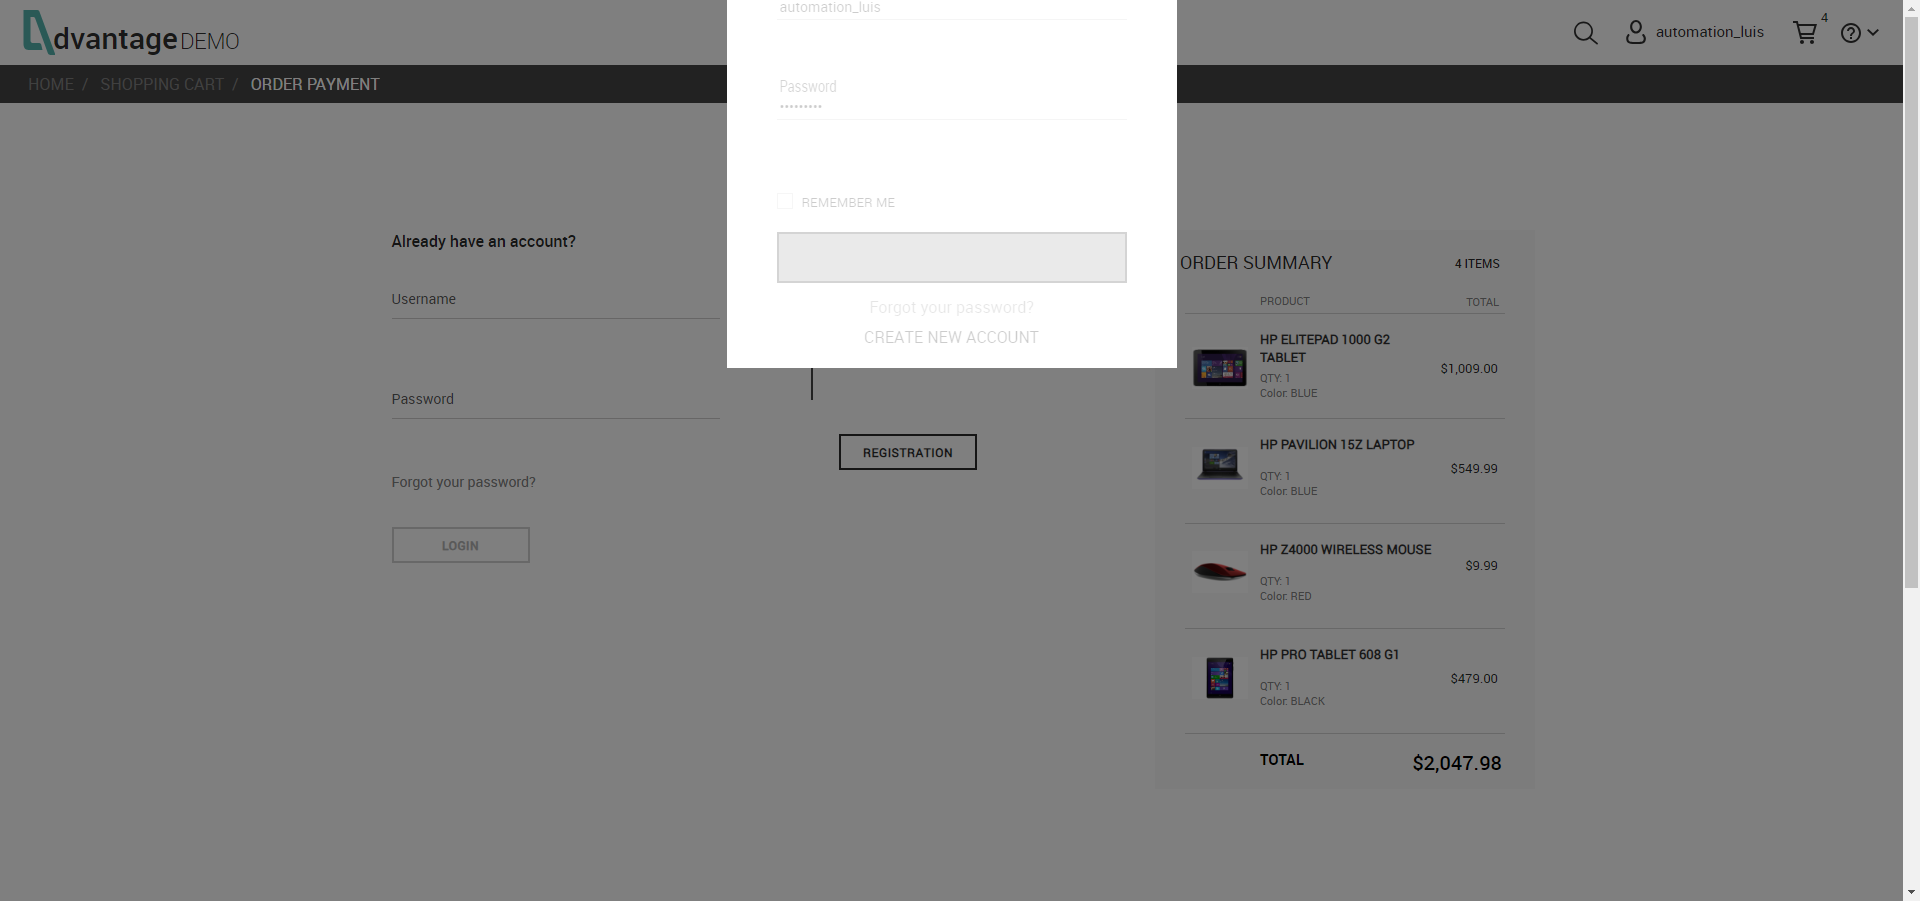 dvantage DEMO
automation_luis
automation_luis
4
HOME / SHOPPING CART / ORDER PAYMENT
Password
•••••••••
REMEMBER ME
Forgot your password?
CREATE NEW ACCOUNT
Already have an account?
Username
Password
Forgot your password?
LOGIN
REGISTRATION
ORDER SUMMARY
4 ITEMS
PRODUCT
TOTAL
HP ELITEPAD 1000 G2
TABLET
QTY: 1
Color: BLUE
$1,009.00
HP PAVILION 15Z LAPTOP
QTY: 1
Color: BLUE
$549.99
HP Z4000 WIRELESS MOUSE
QTY: 1
Color: RED
$9.99
HP PRO TABLET 608 G1
QTY: 1
Color: BLACK
$479.00
TOTAL
$2,047.98